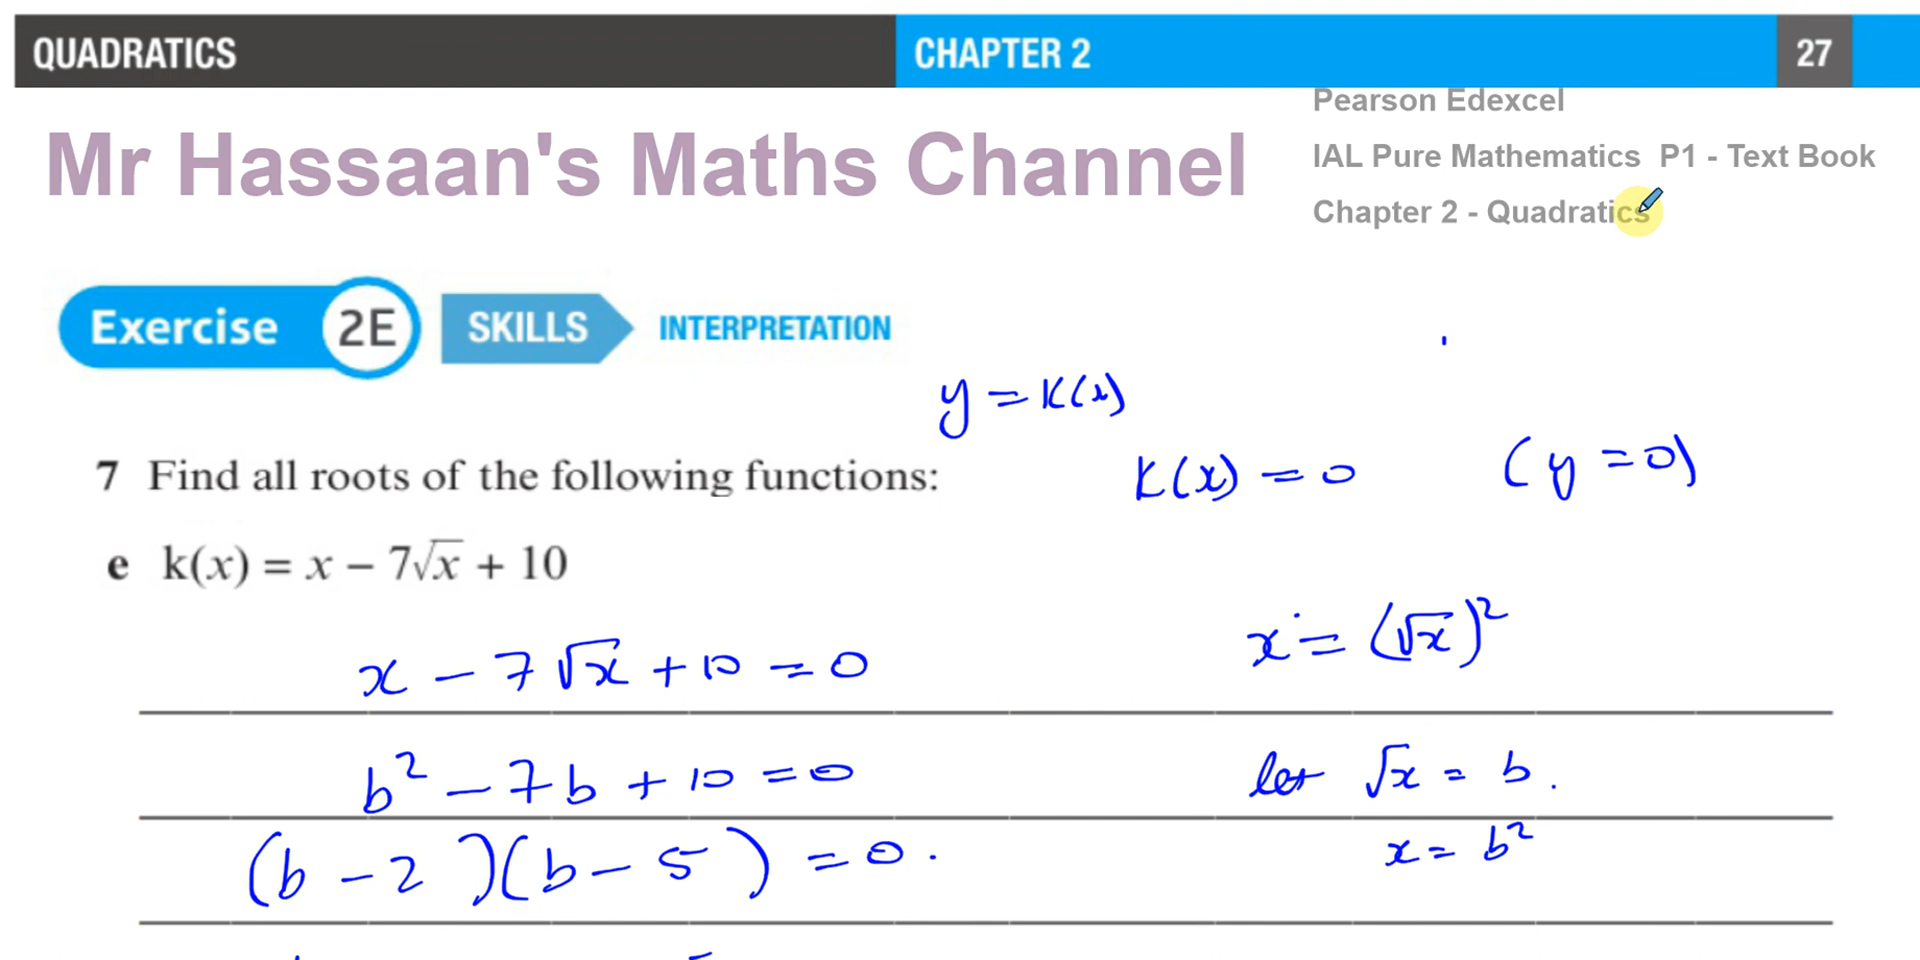 QUADRATICS CHAPTER 2 27
Pearson Edexcel
Mr Hassaan's Maths Channel
IAL Pure Mathematics P1 - Text Book
Chapter 2 - Quadratics
Exercise 2E SKILLS INTERPRETATION
y = k(x)
7 Find all roots of the following functions:
k(x) = 0 (y = 0)
e k(x) = x − 7√x + 10
x = (√x)²
x − 7√x + 10 = 0
b² − 7b + 10 = 0
let √x = b.
(b − 2)(b − 5) = 0.
x = b²